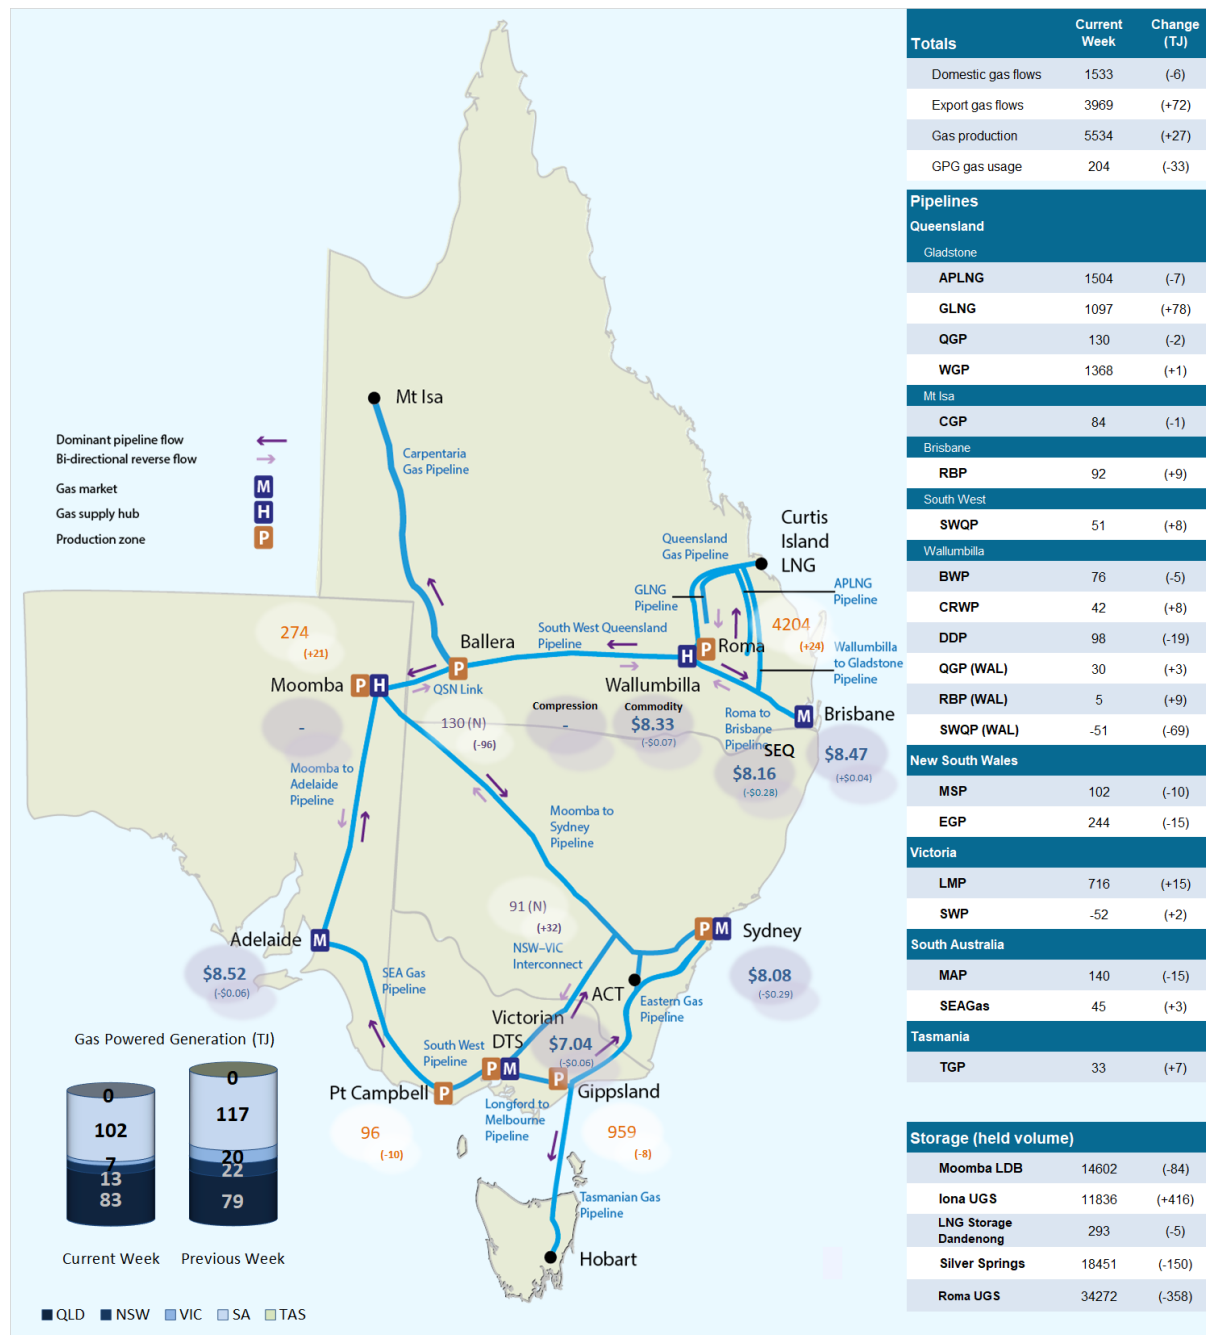 Mt Isa
Dominant pipeline flow
Bi-directional reverse flow
Gas market M
Gas supply hub H
Production zone P
Carpentaria
Gas Pipeline
Curtis
Island
LNG
Queensland
Gas Pipeline
GLNG
Pipeline
APLNG
Pipeline
274
(+21)
Ballera
P
South West Queensland
Pipeline
4204
(+24)
H P Roma
Wallumbilla
to Gladstone
Pipeline
Moomba P H
QSN Link
Wallumbilla
-
130 (N)
(-96)
Compression
-
Commodity
$8.33
(-$0.07)
Roma to
Brisbane
Pipeline
M Brisbane
SEQ
$8.16
(-$0.28)
$8.47
(+$0.04)
Moomba to
Adelaide
Pipeline
Moomba to
Sydney
Pipeline
91 (N)
(+32)
NSW–VIC
Interconnect
Adelaide M
P M Sydney
$8.52
(-$0.06)
$8.08
(-$0.29)
SEA Gas
Pipeline
ACT
Eastern Gas
Pipeline
Victorian
DTS
$7.04
(-$0.06)
South West
Pipeline
P M
P
Pt Campbell P
Gippsland
Longford to
Melbourne
Pipeline
96
(-10)
959
(-8)
Tasmanian Gas
Pipeline
Hobart
Gas Powered Generation (TJ)
0
102
7
13
83
0
117
20
22
79
Current Week Previous Week
QLD NSW VIC SA TAS
Totals Current Week Change (TJ)
Domestic gas flows 1533 (-6)
Export gas flows 3969 (+72)
Gas production 5534 (+27)
GPG gas usage 204 (-33)
Pipelines
Queensland
Gladstone
APLNG 1504 (-7)
GLNG 1097 (+78)
QGP 130 (-2)
WGP 1368 (+1)
Mt Isa
CGP 84 (-1)
Brisbane
RBP 92 (+9)
South West
SWQP 51 (+8)
Wallumbilla
BWP 76 (-5)
CRWP 42 (+8)
DDP 98 (-19)
QGP (WAL) 30 (+3)
RBP (WAL) 5 (+9)
SWQP (WAL) -51 (-69)
New South Wales
MSP 102 (-10)
EGP 244 (-15)
Victoria
LMP 716 (+15)
SWP -52 (+2)
South Australia
MAP 140 (-15)
SEAGas 45 (+3)
Tasmania
TGP 33 (+7)
Storage (held volume)
Moomba LDB 14602 (-84)
Iona UGS 11836 (+416)
LNG Storage Dandenong 293 (-5)
Silver Springs 18451 (-150)
Roma UGS 34272 (-358)